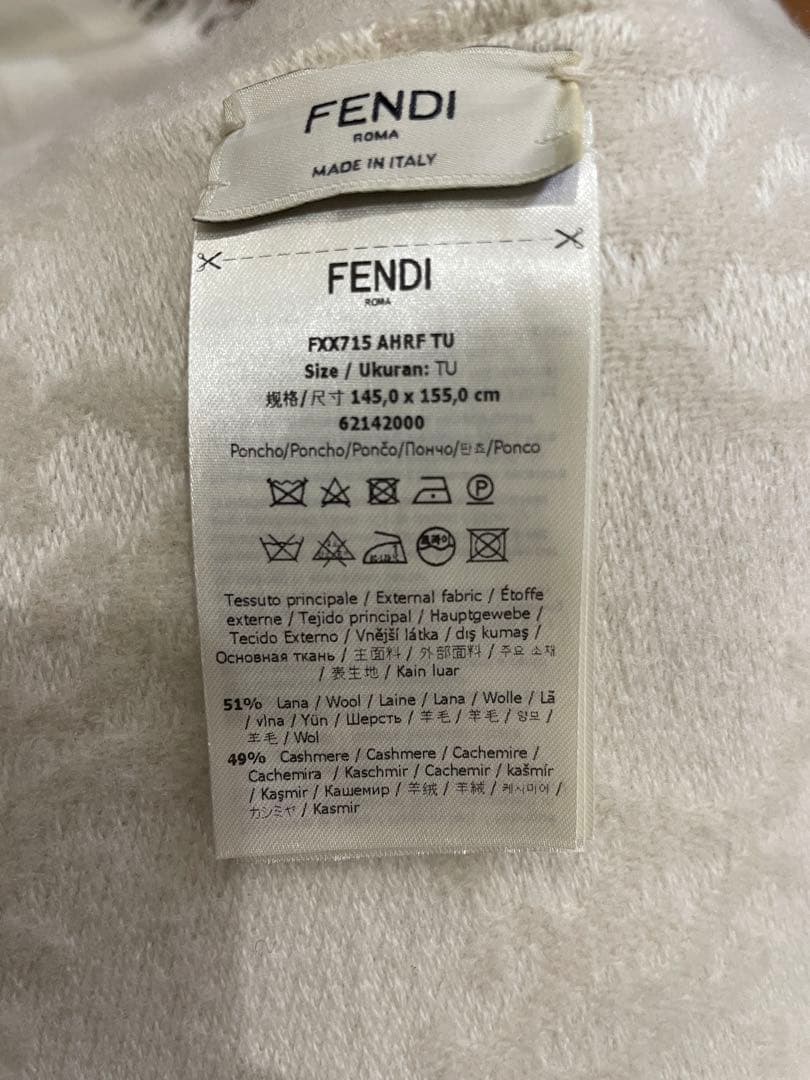 FENDI
ROMA
MADE IN ITALY
FENDI
ROMA
FXX715 AHRF TU
Size / Ukuran: TU
规格/尺寸 145,0 x 155,0 cm
62142000
Poncho/Poncho/Pončo/Пончо/판쵸/Ponco
P
드라이
Tessuto principale / External fabric / Étoffe
externe / Tejido principal / Hauptgewebe /
Tecido Externo / Vnější látka / dış kumaş /
Основная ткань / 主面料 / 外部面料 / 주요 소재
/ 表生地 / Kain luar
51% Lana / Wool / Laine / Lana / Wolle / Lã
/ vlna / Yün / Шерсть / 羊毛 / 羊毛 / 양모 /
羊毛 / Wol
49% Cashmere / Cashmere / Cachemire /
Cachemira / Kaschmir / Cachemir / kašmír
/ Kaşmir / Кашемир / 羊绒 / 羊絨 / 케시미어 /
カシミヤ / Kasmir